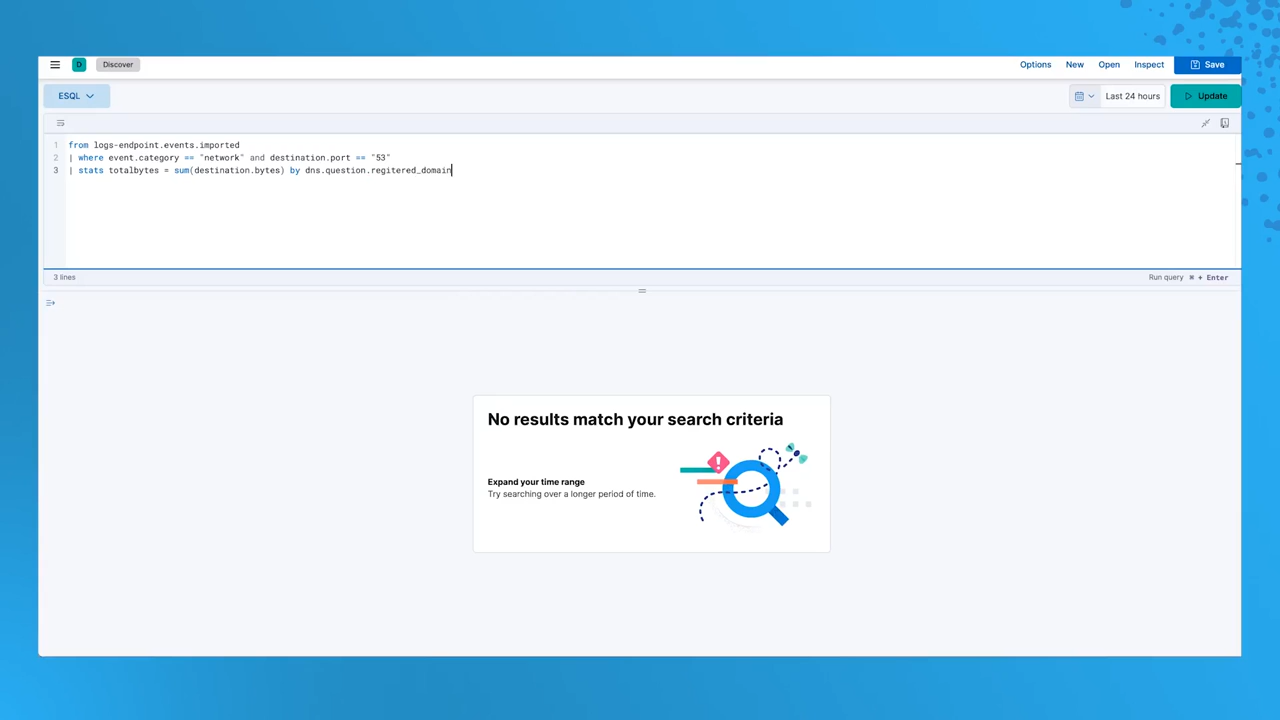 D Discover Options New Open Inspect Save
ESQL Last 24 hours Update
1 from logs-endpoint.events.imported
2 | where event.category == "network" and destination.port == "53"
3 | stats totalbytes = sum(destination.bytes) by dns.question.regitered_domain
3 lines Run query ⌘ + Enter
No results match your search criteria
Expand your time range
Try searching over a longer period of time.